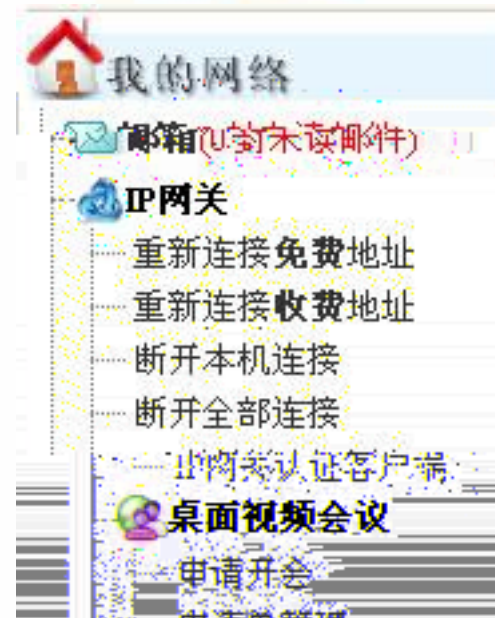 我的网络
邮箱(0封未读邮件)
IP网关
重新连接免费地址
重新连接收费地址
断开本机连接
断开全部连接
IP网关认证客户端
桌面视频会议
申请开会